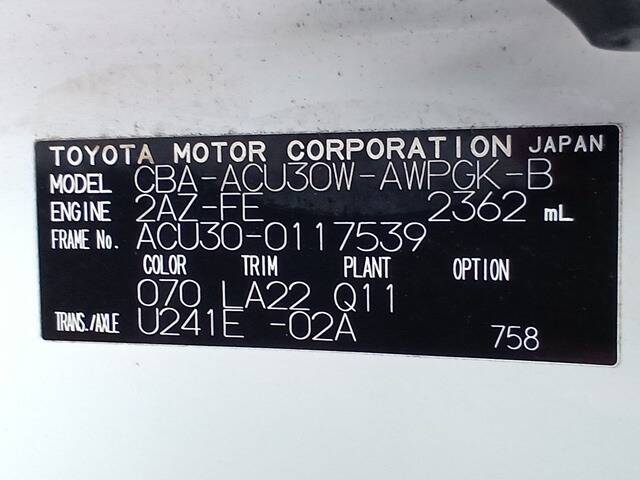 TOYOTA MOTOR CORPORATION JAPAN
MODEL CBA-ACU30W-AWPGK-B
ENGINE 2AZ-FE 2362 mL
FRAME No. ACU30-0117539
COLOR TRIM PLANT OPTION
070 LA22 Q11
TRANS./AXLE U241E -02A
758